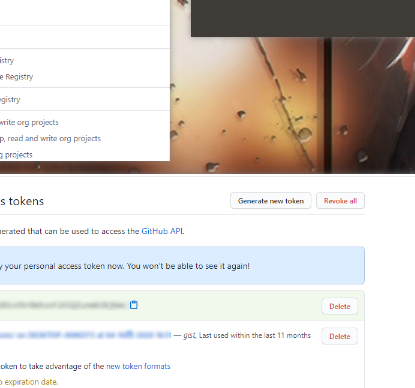 stry
e Registry
egistry
write org projects
p, read and write org projects
g projects
s tokens
Generate new token
Revoke all
nerated that can be used to access the GitHub API.
y your personal access token now. You won't be able to see it again!
Delete
— gist, Last used within the last 11 months
Delete
oken to take advantage of the new token formats
o expiration date.